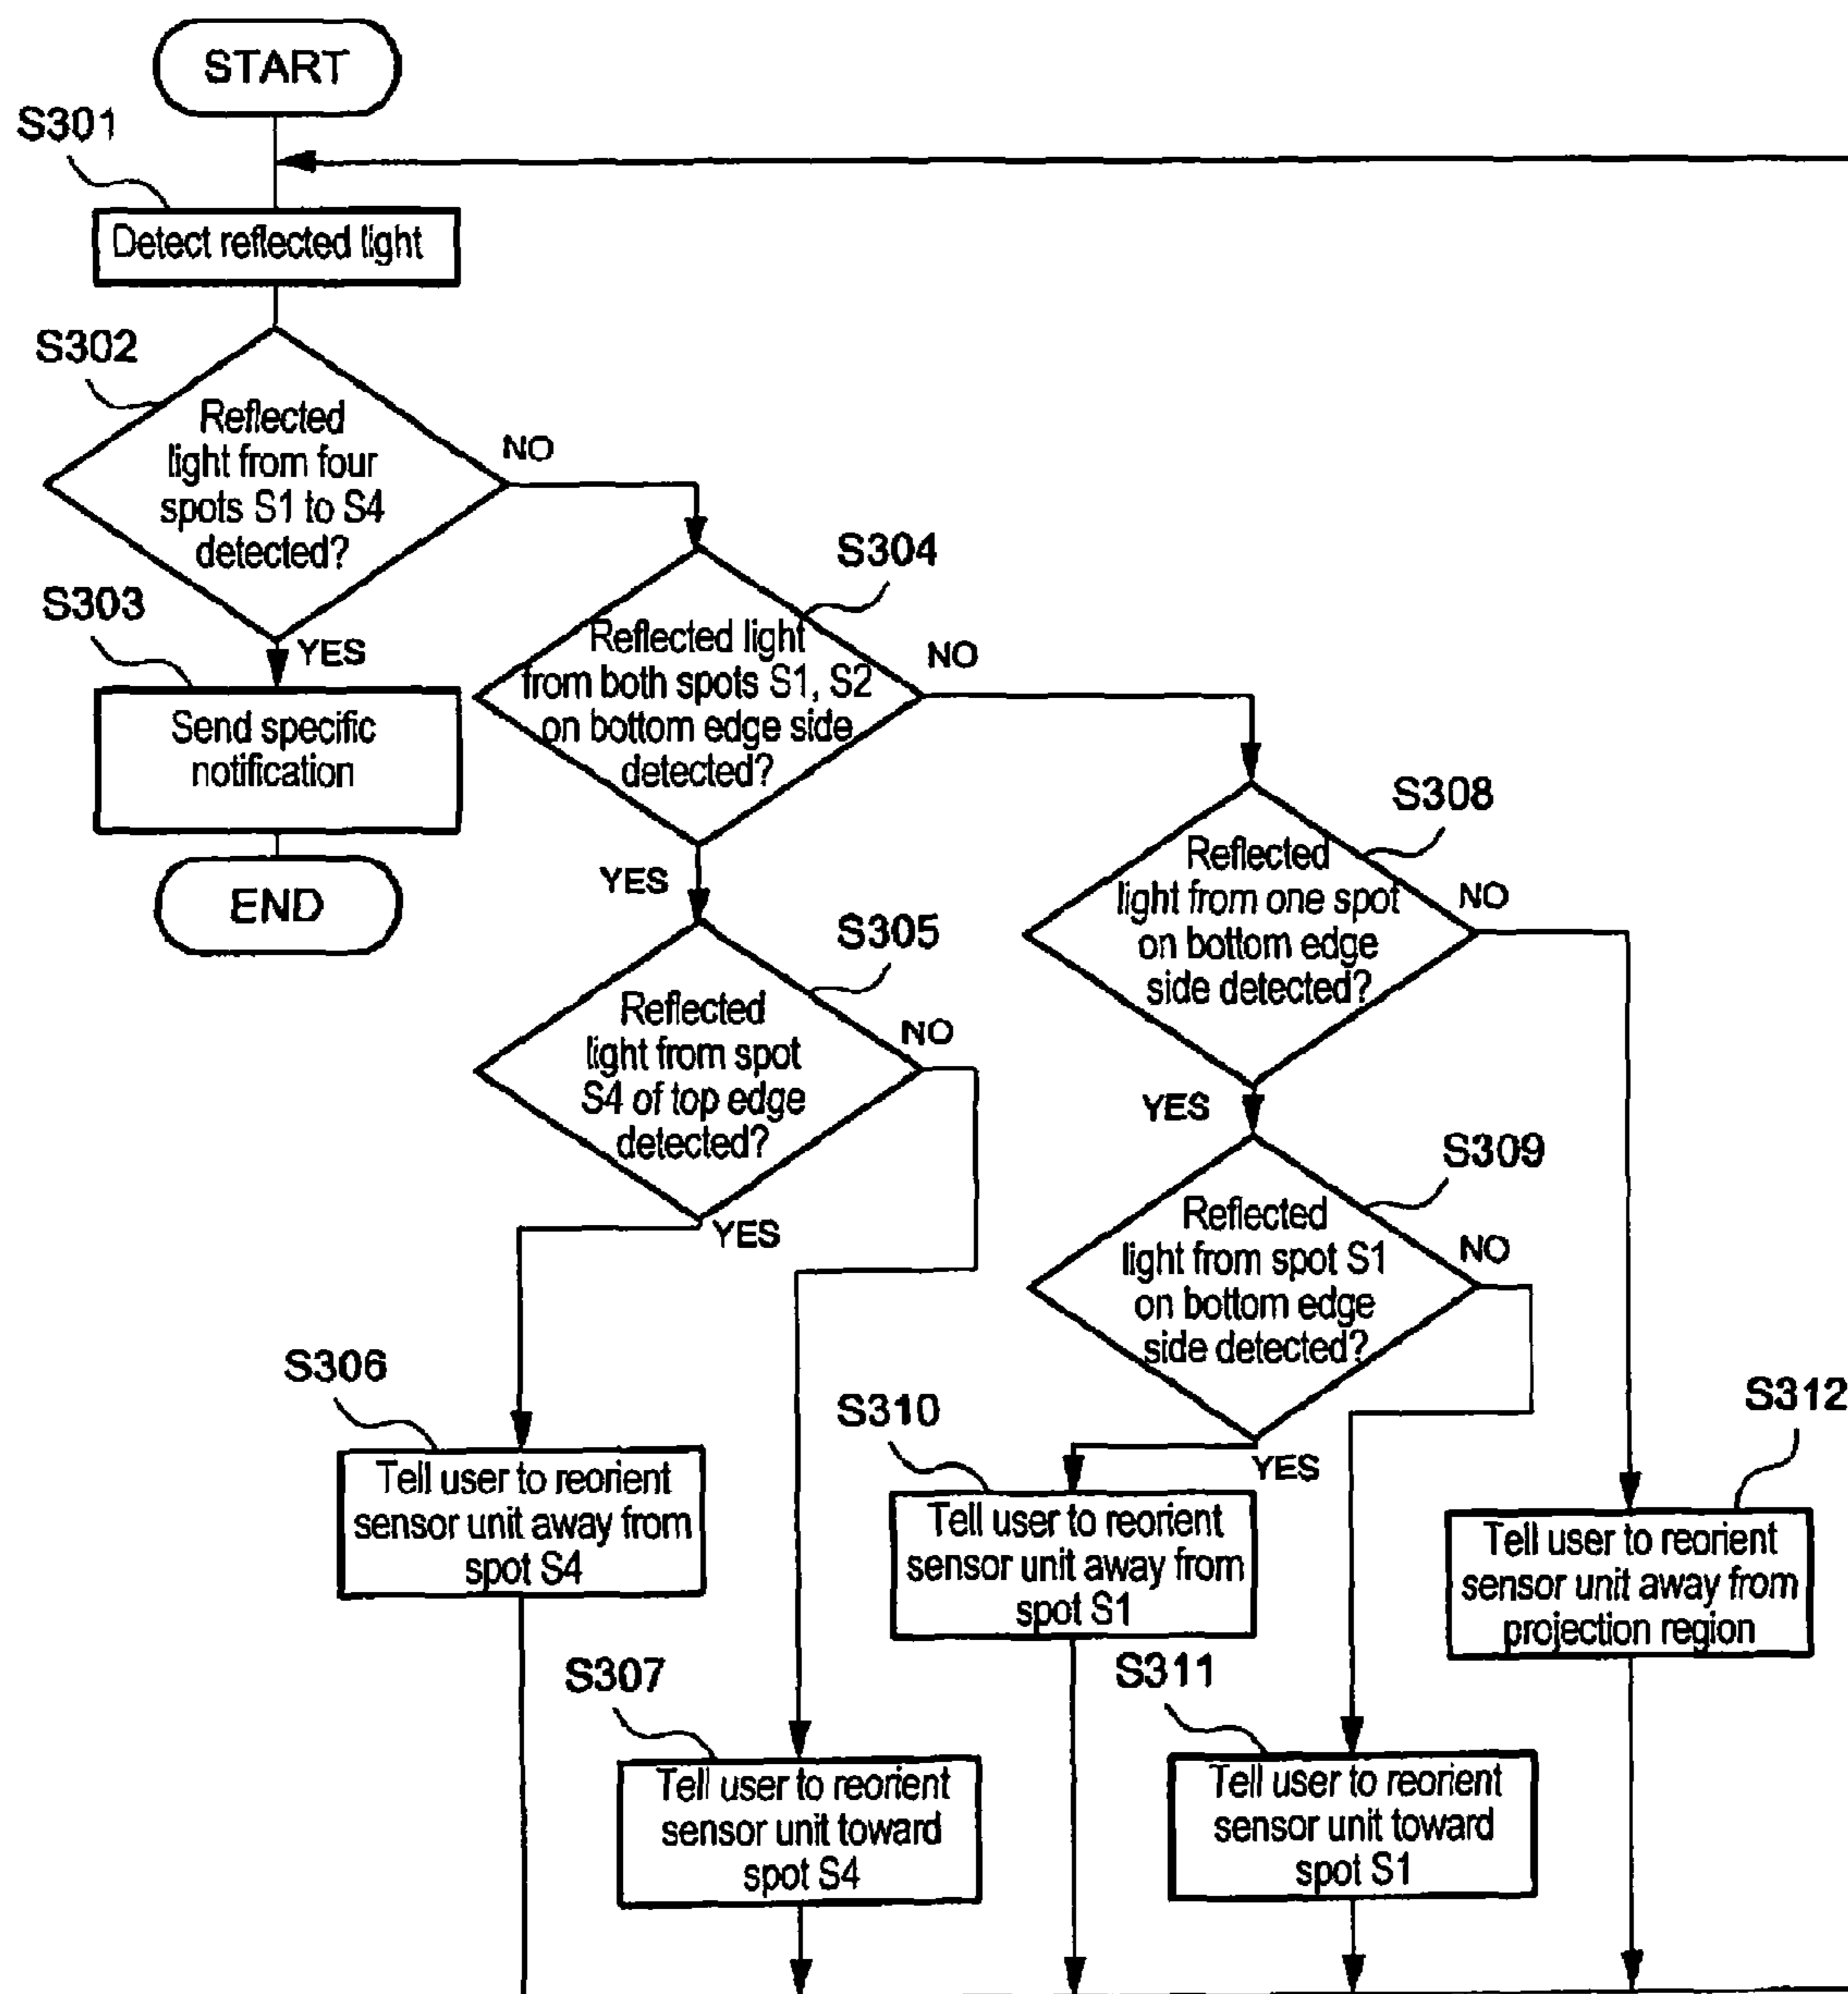 START
S301
Detect reflected light
S302
Reflected
light from four
spots S1 to S4
detected?
NO
YES
S303
Send specific
notification
END
S304
Reflected light
from both spots S1, S2
on bottom edge side
detected?
NO
YES
S305
Reflected
light from spot
S4 of top edge
detected?
NO
YES
S308
Reflected
light from one spot
on bottom edge
side detected?
NO
YES
S309
Reflected
light from spot S1
on bottom edge
side detected?
NO
YES
S306
Tell user to reorient
sensor unit away from
spot S4
S307
Tell user to reorient
sensor unit toward
spot S4
S310
Tell user to reorient
sensor unit away from
spot S1
S311
Tell user to reorient
sensor unit toward
spot S1
S312
Tell user to reorient
sensor unit away from
projection region